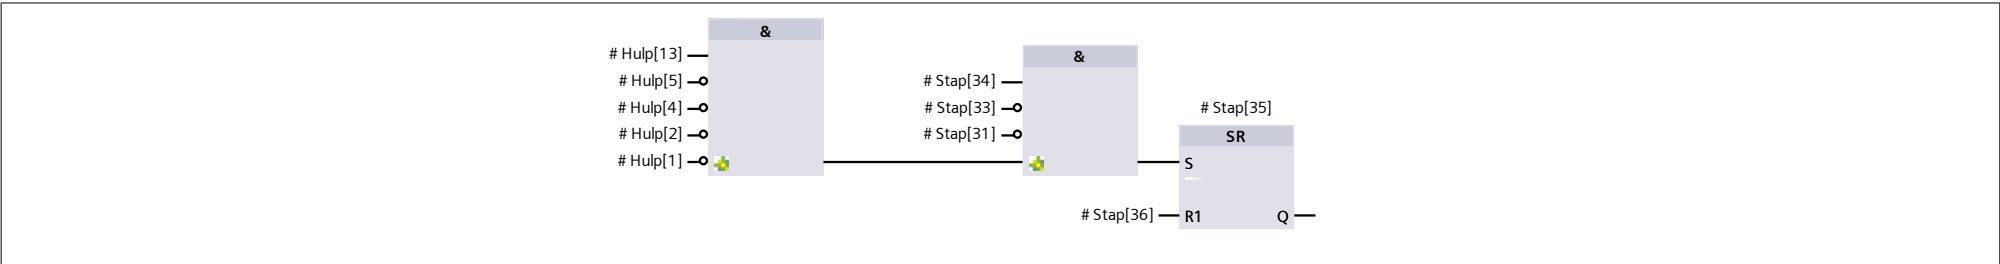 &
# Hulp[13]
# Hulp[5]
# Hulp[4]
# Hulp[2]
# Hulp[1]
&
# Stap[34]
# Stap[33]
# Stap[31]
# Stap[35]
SR
S
# Stap[36]
R1
Q